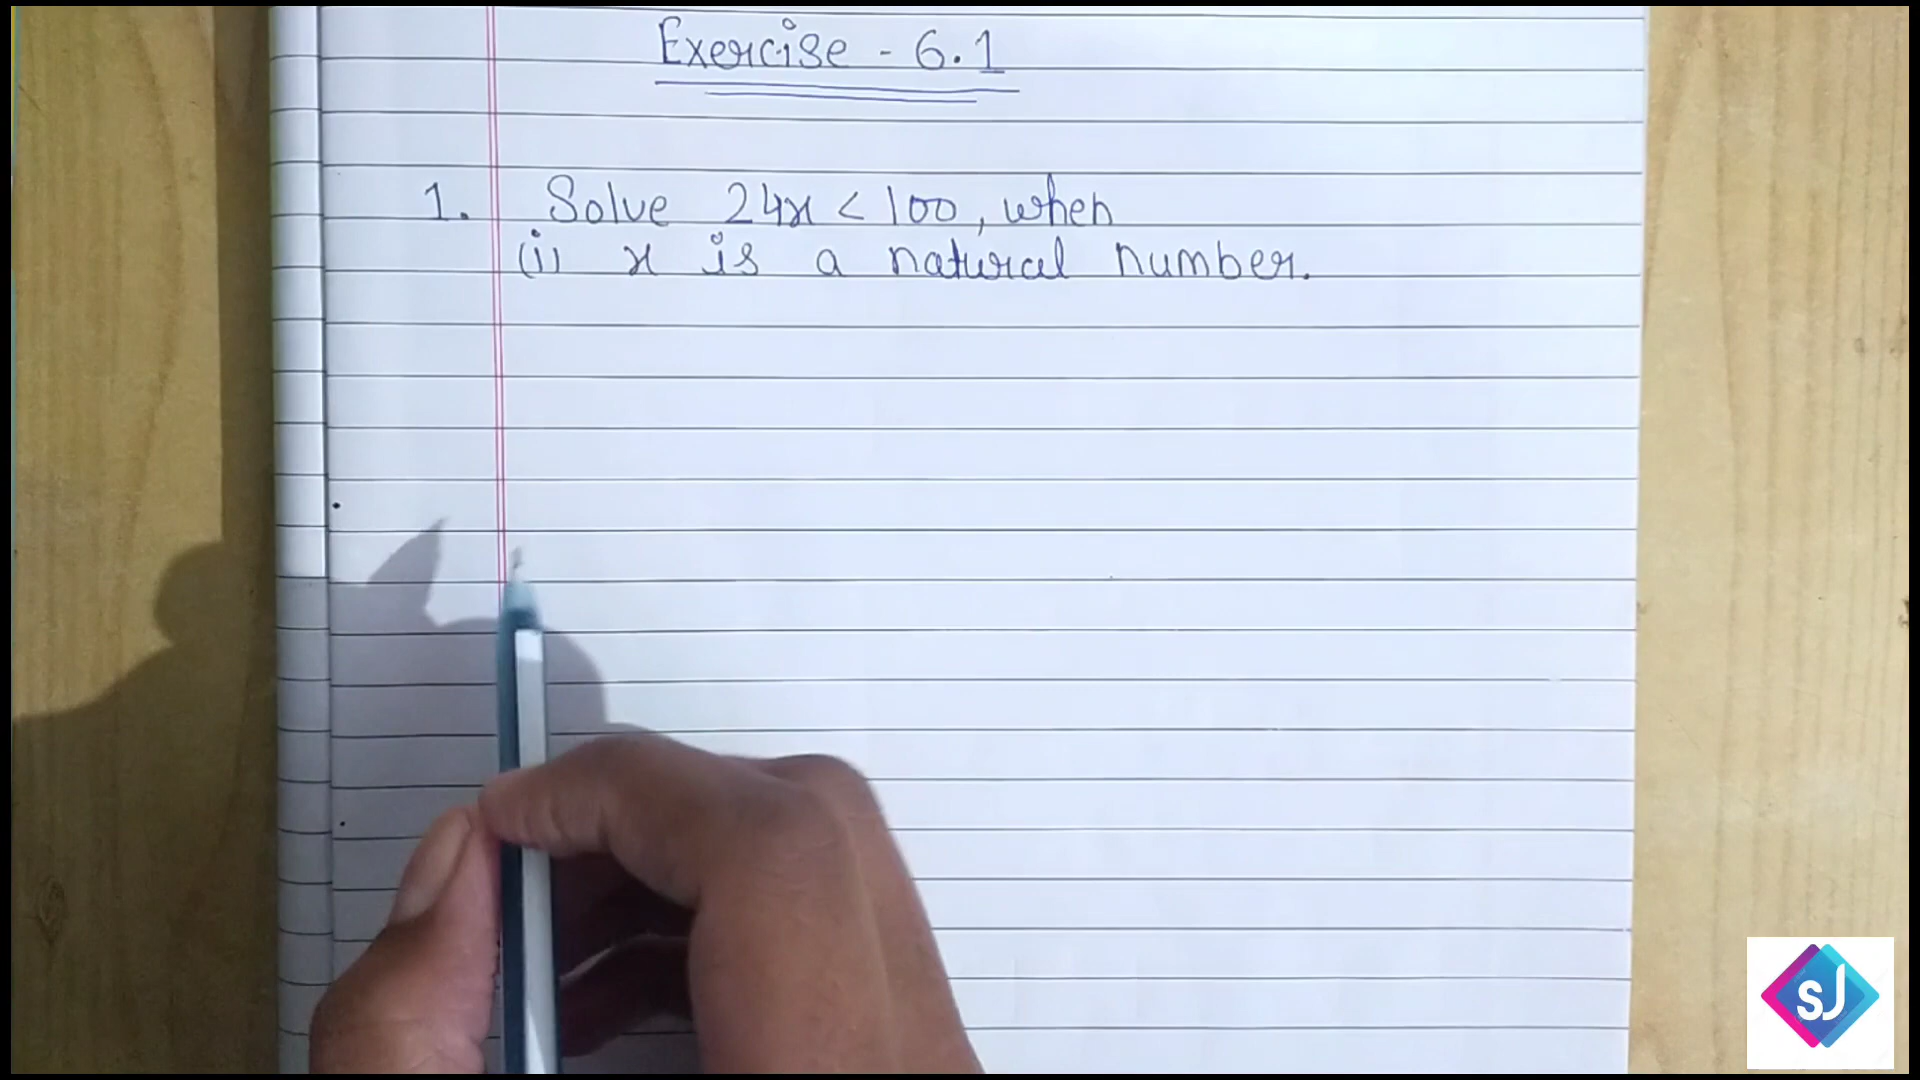 Exercise - 6.1
1. Solve 24x < 100, when
(i) x is a natural number.
SJ